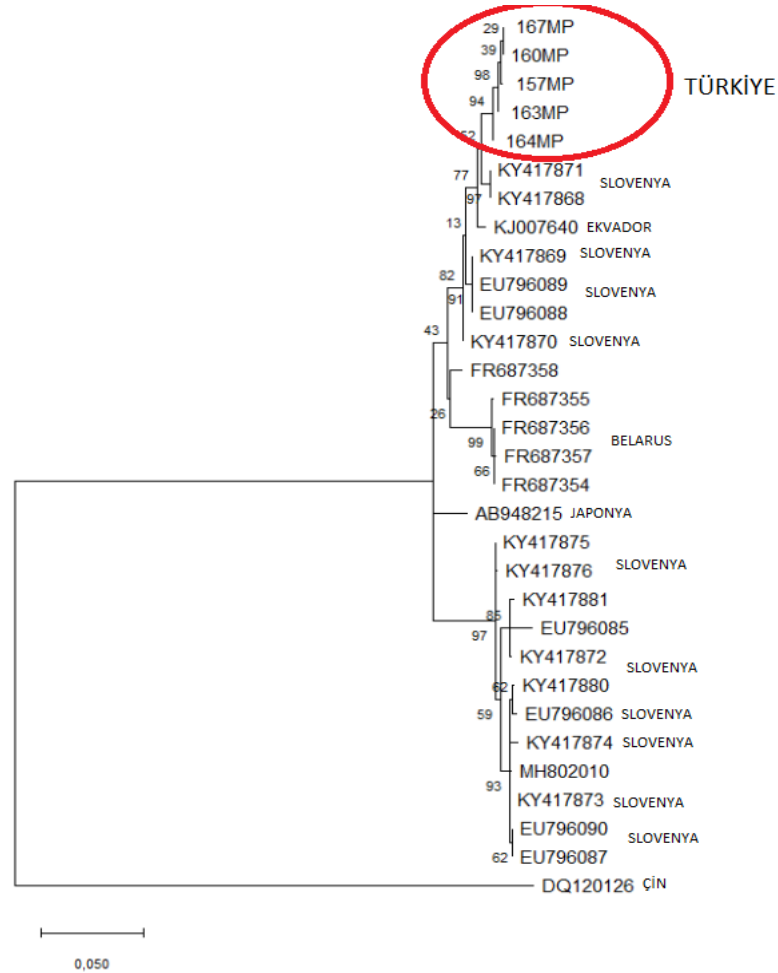 29 167MP
39 160MP
98 157MP TÜRKİYE
94 163MP
52 164MP
77 KY417871
SLOVENYA
97 KY417868
13 KJ007640 EKVADOR
KY417869 SLOVENYA
82 EU796089
SLOVENYA
91 EU796088
43 KY417870 SLOVENYA
FR687358
FR687355
26 FR687356
BELARUS
99 FR687357
66 FR687354
AB948215 JAPONYA
KY417875
SLOVENYA
KY417876
KY417881
85 EU796085
97 KY417872
SLOVENYA
62 KY417880
59 EU796086 SLOVENYA
KY417874 SLOVENYA
MH802010
93 KY417873 SLOVENYA
EU796090
SLOVENYA
62 EU796087
DQ120126 ÇİN
0,050